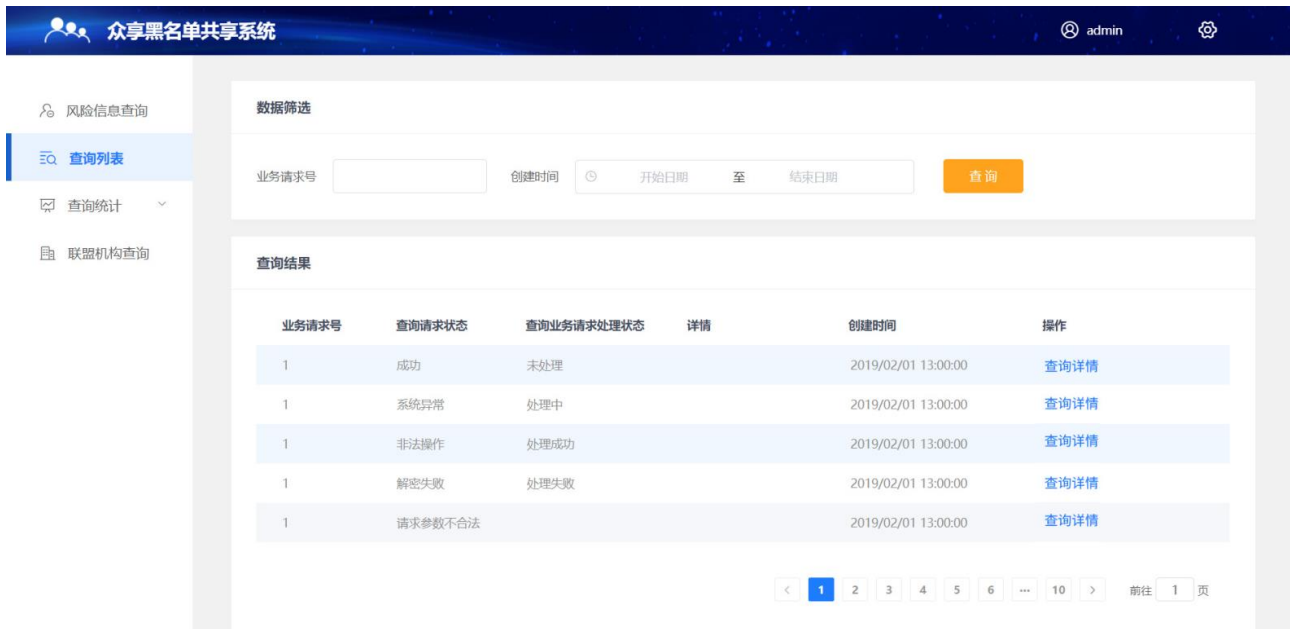 众享黑名单共享系统 admin
风险信息查询
查询列表
查询统计
联盟机构查询
数据筛选
业务请求号 创建时间 开始日期 至 结束日期 查询
查询结果
业务请求号 查询请求状态 查询业务请求处理状态 详情 创建时间 操作
1 成功 未处理 2019/02/01 13:00:00 查询详情
1 系统异常 处理中 2019/02/01 13:00:00 查询详情
1 非法操作 处理成功 2019/02/01 13:00:00 查询详情
1 解密失败 处理失败 2019/02/01 13:00:00 查询详情
1 请求参数不合法 2019/02/01 13:00:00 查询详情
< 1 2 3 4 5 6 ... 10 > 前往 1 页